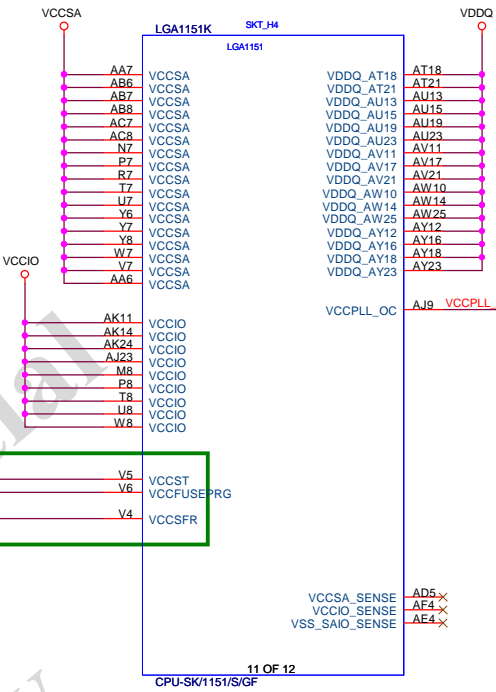 VCCSA
VDDQ
LGA1151K
SKT_H4
LGA1151
AA7 VCCSA VDDQ_AT18 AT18
AB6 VCCSA VDDQ_AT21 AT21
AB7 VCCSA VDDQ_AU13 AU13
AB8 VCCSA VDDQ_AU15 AU15
AC7 VCCSA VDDQ_AU19 AU19
AC8 VCCSA VDDQ_AU23 AU23
N7 VCCSA VDDQ_AV11 AV11
P7 VCCSA VDDQ_AV17 AV17
R7 VCCSA VDDQ_AV21 AV21
T7 VCCSA VDDQ_AW10 AW10
U7 VCCSA VDDQ_AW14 AW14
Y6 VCCSA VDDQ_AW25 AW25
Y7 VCCSA VDDQ_AY12 AY12
Y8 VCCSA VDDQ_AY16 AY16
W7 VCCSA VDDQ_AY18 AY18
V7 VCCSA VDDQ_AY23 AY23
AA6 VCCSA
VCCIO
VCCPLL_OC AJ9 VCCPLL_
AK11 VCCIO
AK14 VCCIO
AK24 VCCIO
AJ23 VCCIO
M8 VCCIO
P8 VCCIO
T8 VCCIO
U8 VCCIO
W8 VCCIO
V5 VCCST
V6 VCCFUSEPRG
V4 VCCSFR
VCCSA_SENSE AD5
VCCIO_SENSE AF4
VSS_SAIO_SENSE AE4
11 OF 12
CPU-SK/1151/S/GF